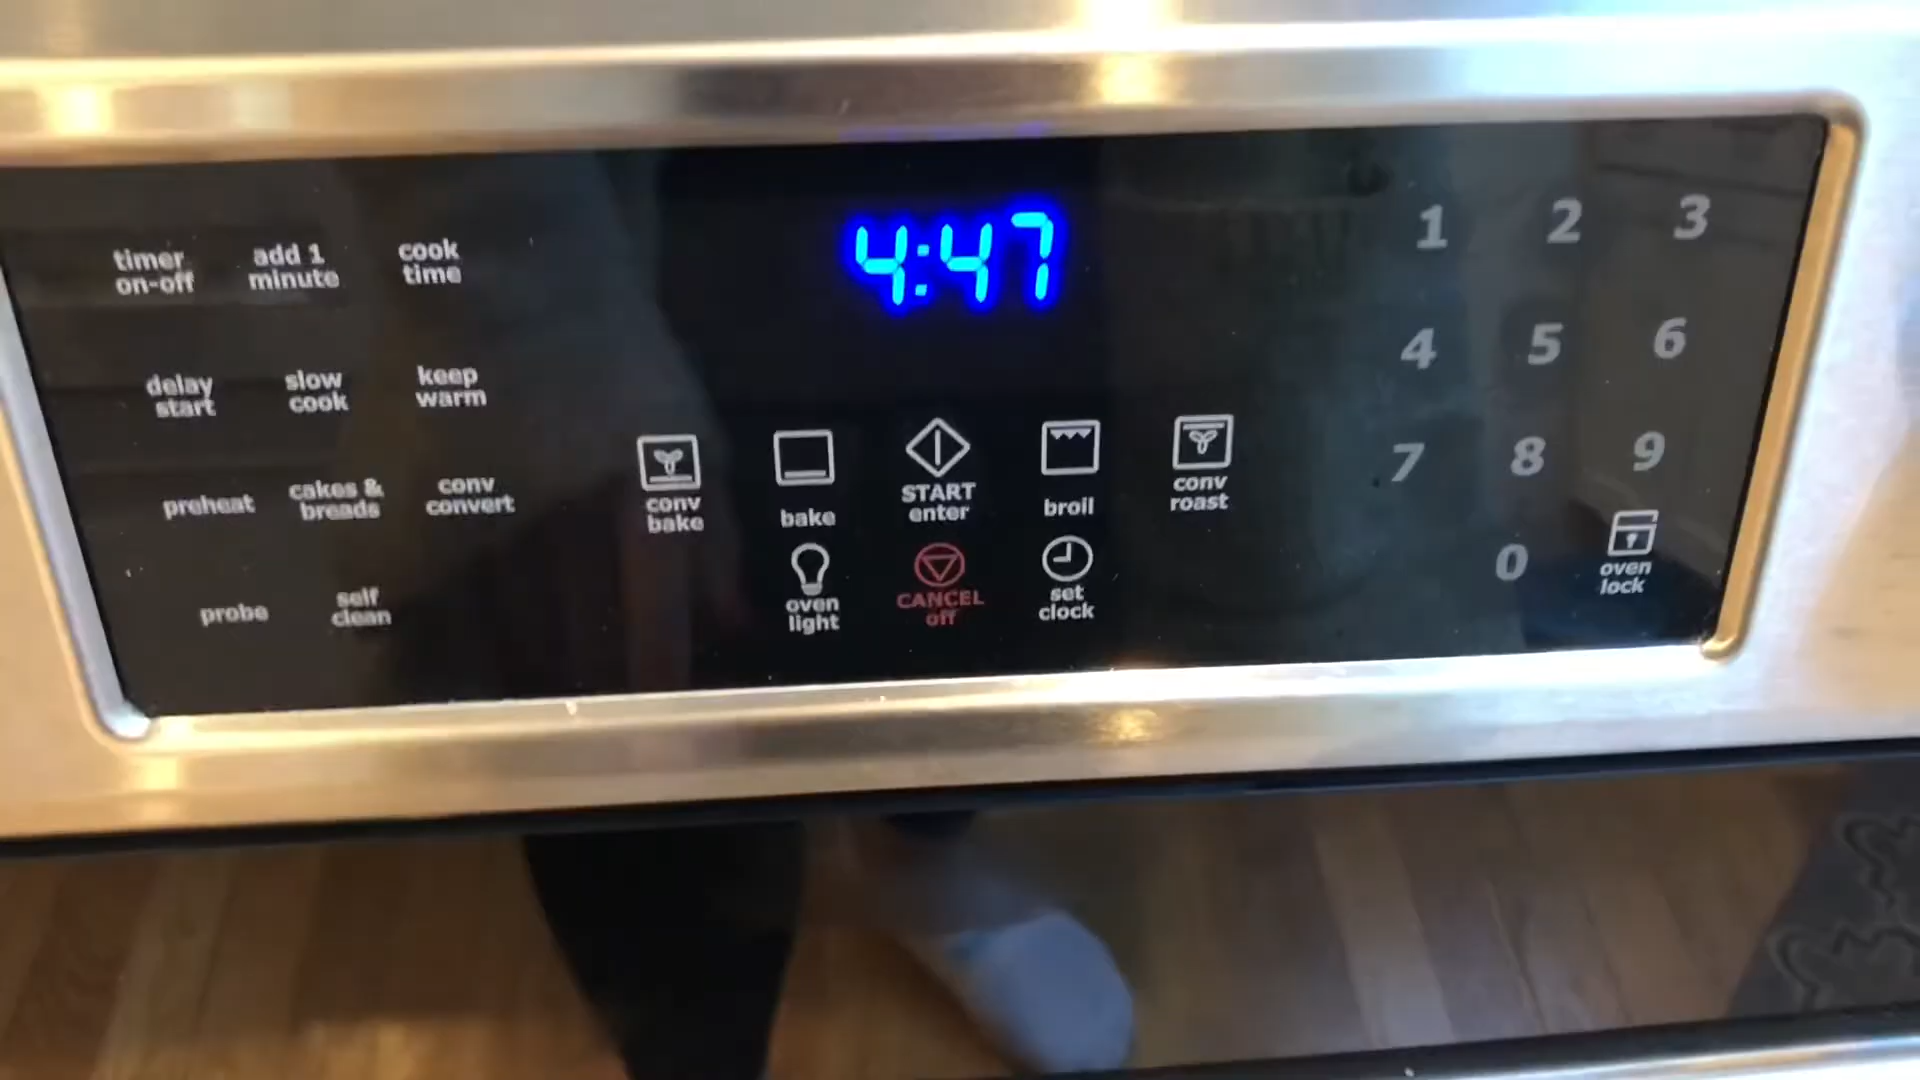 4:47
timer
on-off
add 1
minute
cook
time
delay
start
slow
cook
keep
warm
preheat
cakes &
breads
conv
convert
probe
self
clean
conv
bake
bake
START
enter
broil
conv
roast
oven
light
CANCEL
off
set
clock
1 2 3
4 5 6
7 8 9
0
oven
lock